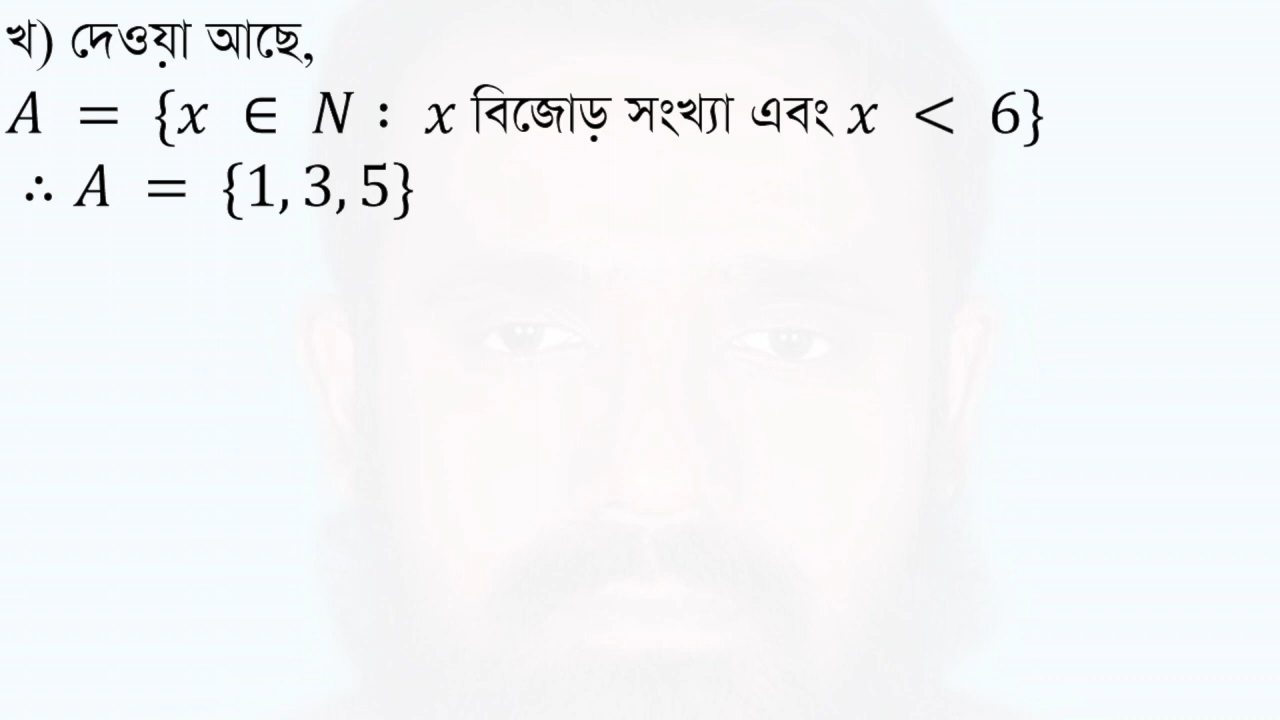 খ) দেওয়া আছে,
A = {x ∈ N : x বিজোড় সংখ্যা এবং x < 6}
∴ A = {1, 3, 5}